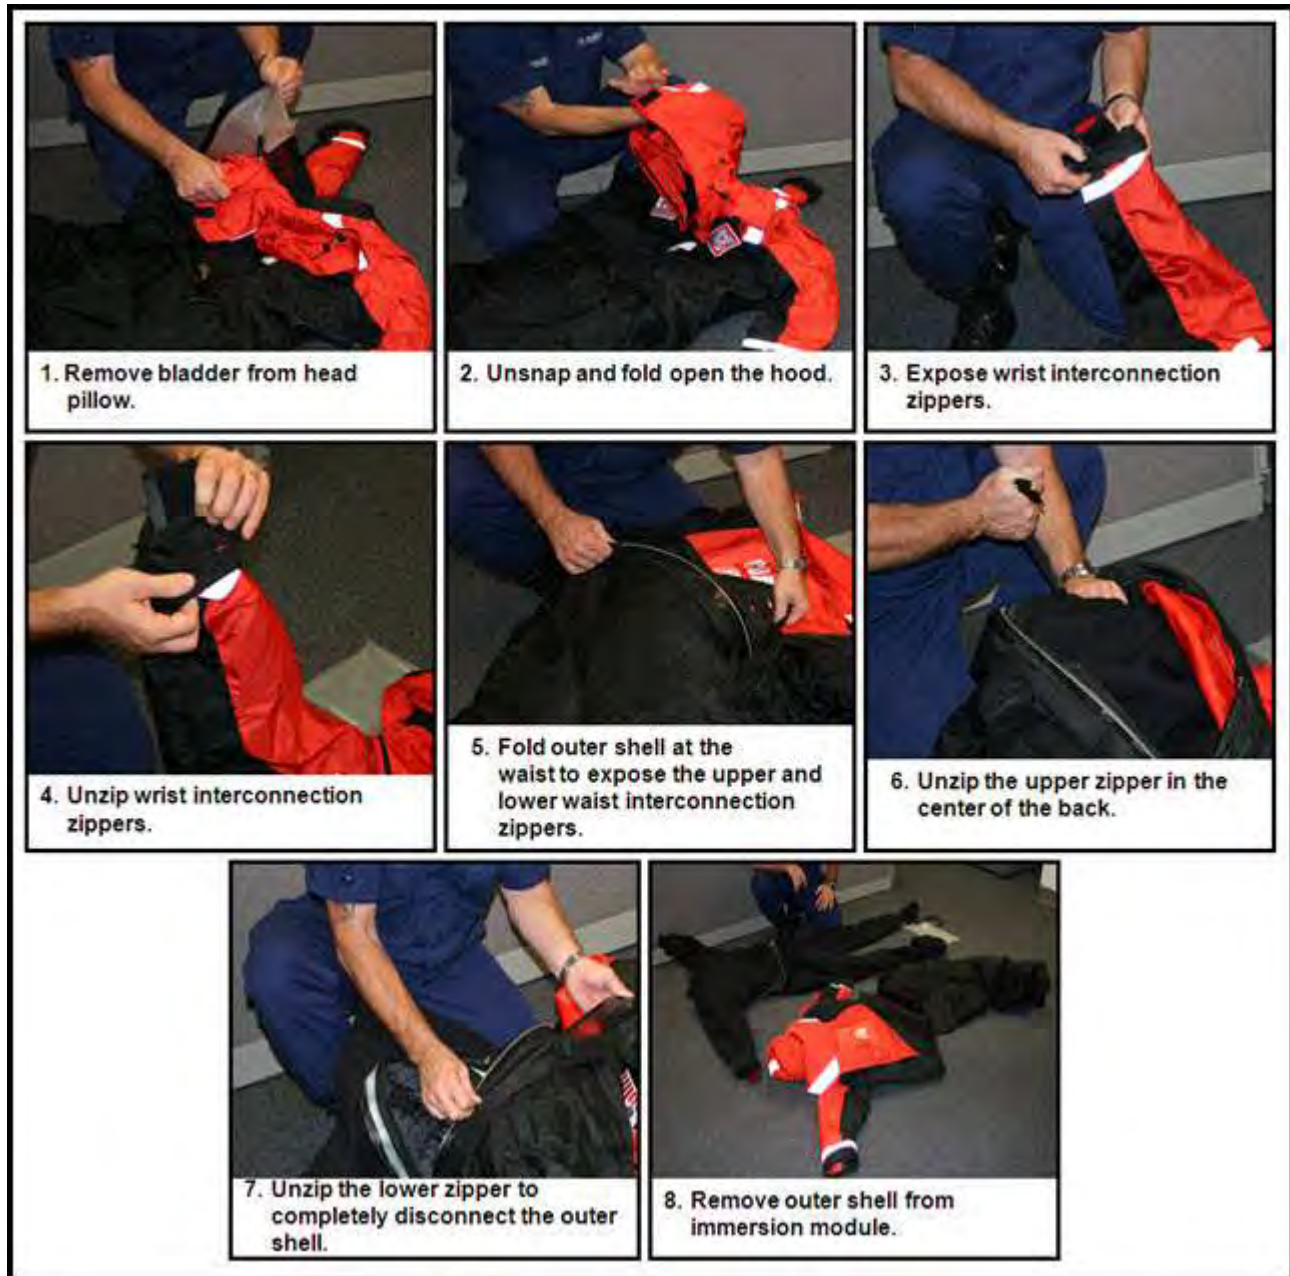 1. Remove bladder from head
pillow.
2. Unsnap and fold open the hood.
3. Expose wrist interconnection
zippers.
4. Unzip wrist interconnection
zippers.
5. Fold outer shell at the
waist to expose the upper and
lower waist interconnection
zippers.
6. Unzip the upper zipper in the
center of the back.
7. Unzip the lower zipper to
completely disconnect the outer
shell.
8. Remove outer shell from
immersion module.